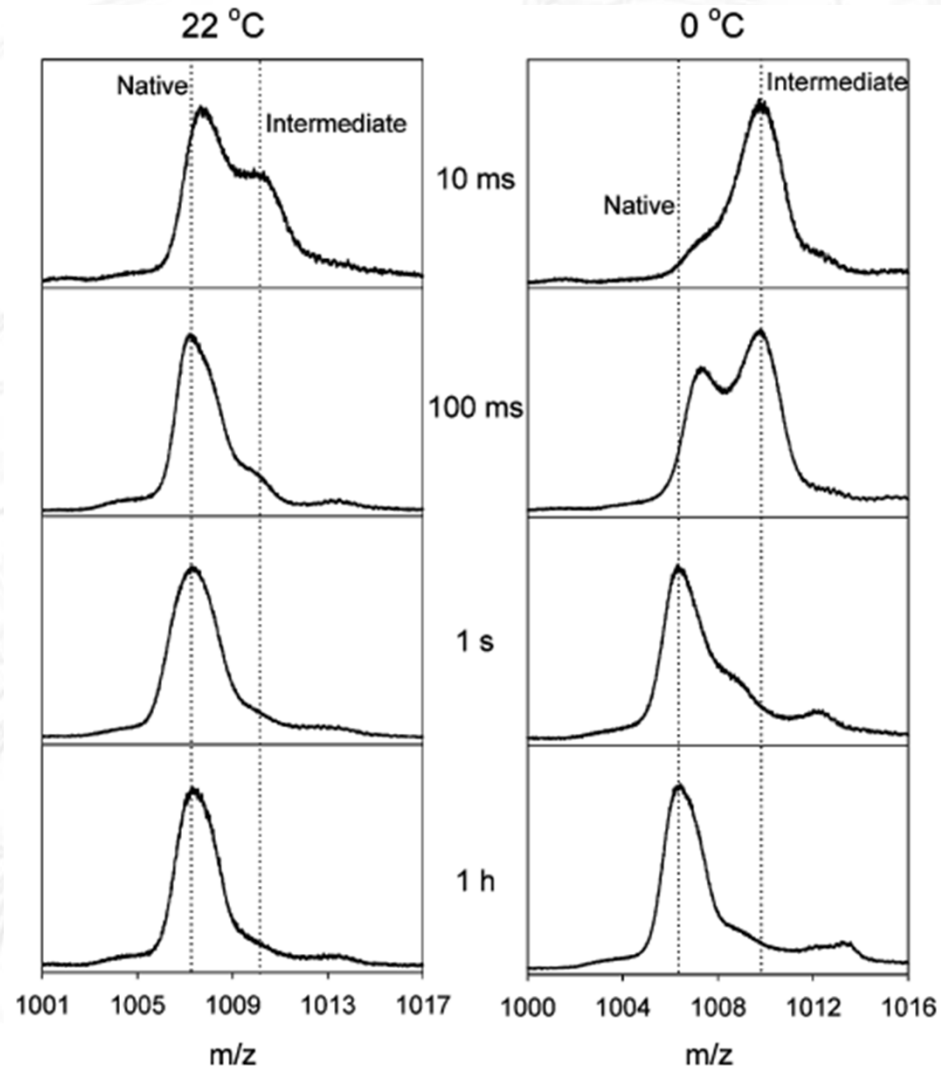 22 °C
0 °C
Native
Intermediate
10 ms
Intermediate
Native
100 ms
1 s
1 h
1001 1005 1009 1013 1017
1000 1004 1008 1012 1016
m/z
m/z